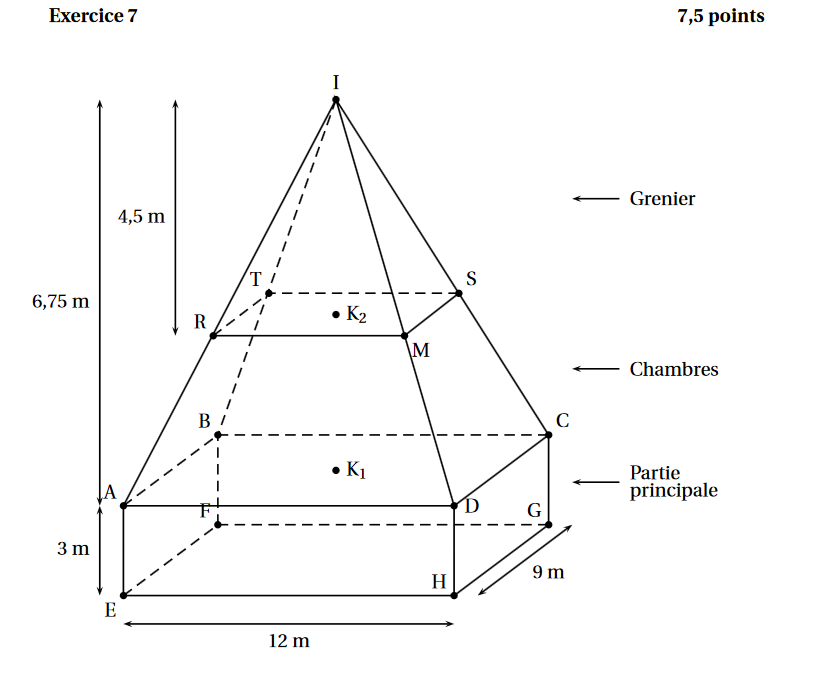 Exercice 7 7,5 points
I
Grenier
4,5 m
T S
6,75 m
R K2
M
Chambres
B C
K1
Partie
principale
A D
F G
3 m
9 m
H
E
12 m